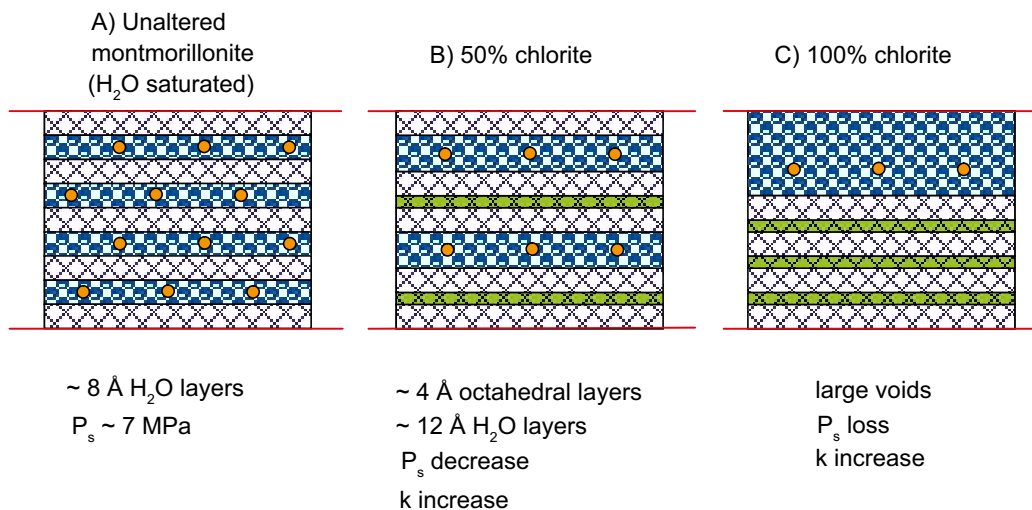 A) Unaltered
montmorillonite
(H₂O saturated)
B) 50% chlorite
C) 100% chlorite
~ 8 Å H₂O layers
Pₛ ~ 7 MPa
~ 4 Å octahedral layers
~ 12 Å H₂O layers
Pₛ decrease
k increase
large voids
Pₛ loss
k increase